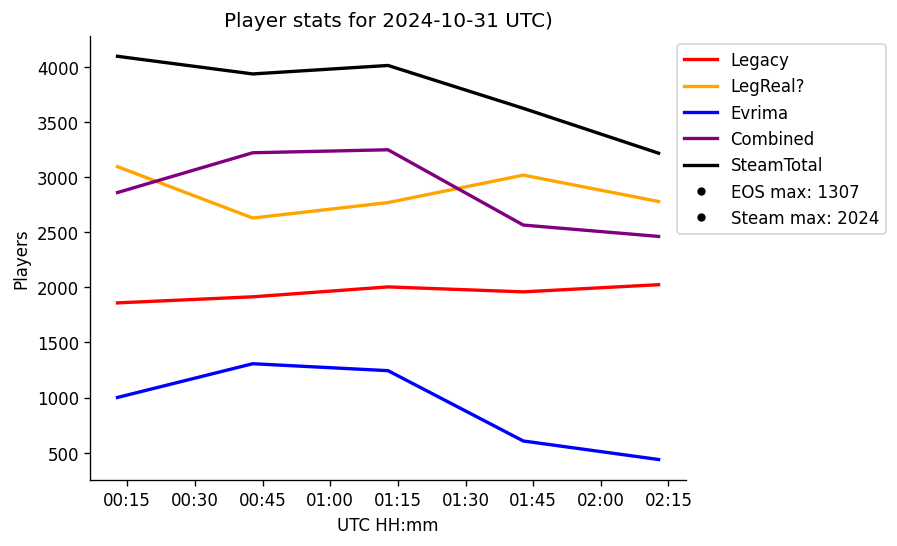 Player stats for 2024-10-31 UTC)
Legacy
LegReal?
Evrima
Combined
SteamTotal
EOS max: 1307
Steam max: 2024
Players
4000
3500
3000
2500
2000
1500
1000
500
00:15 00:30 00:45 01:00 01:15 01:30 01:45 02:00 02:15
UTC HH:mm